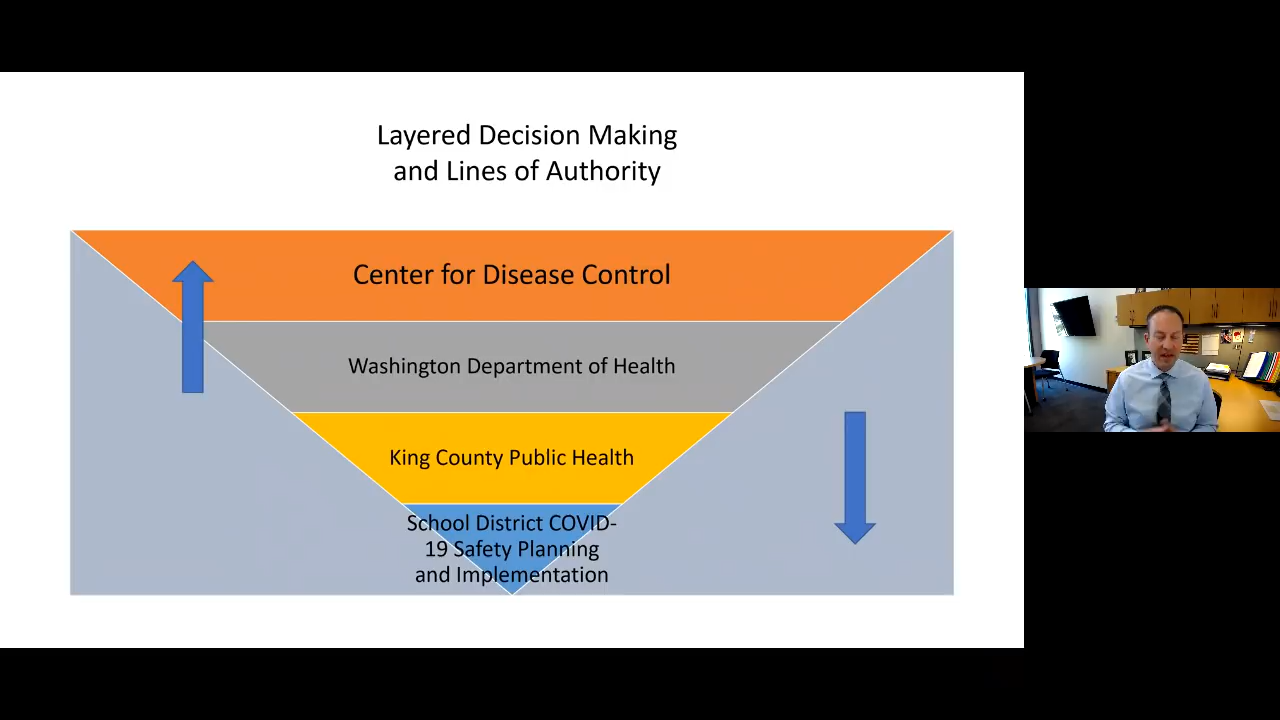 Layered Decision Making
and Lines of Authority
Center for Disease Control
Washington Department of Health
King County Public Health
School District COVID-
19 Safety Planning
and Implementation